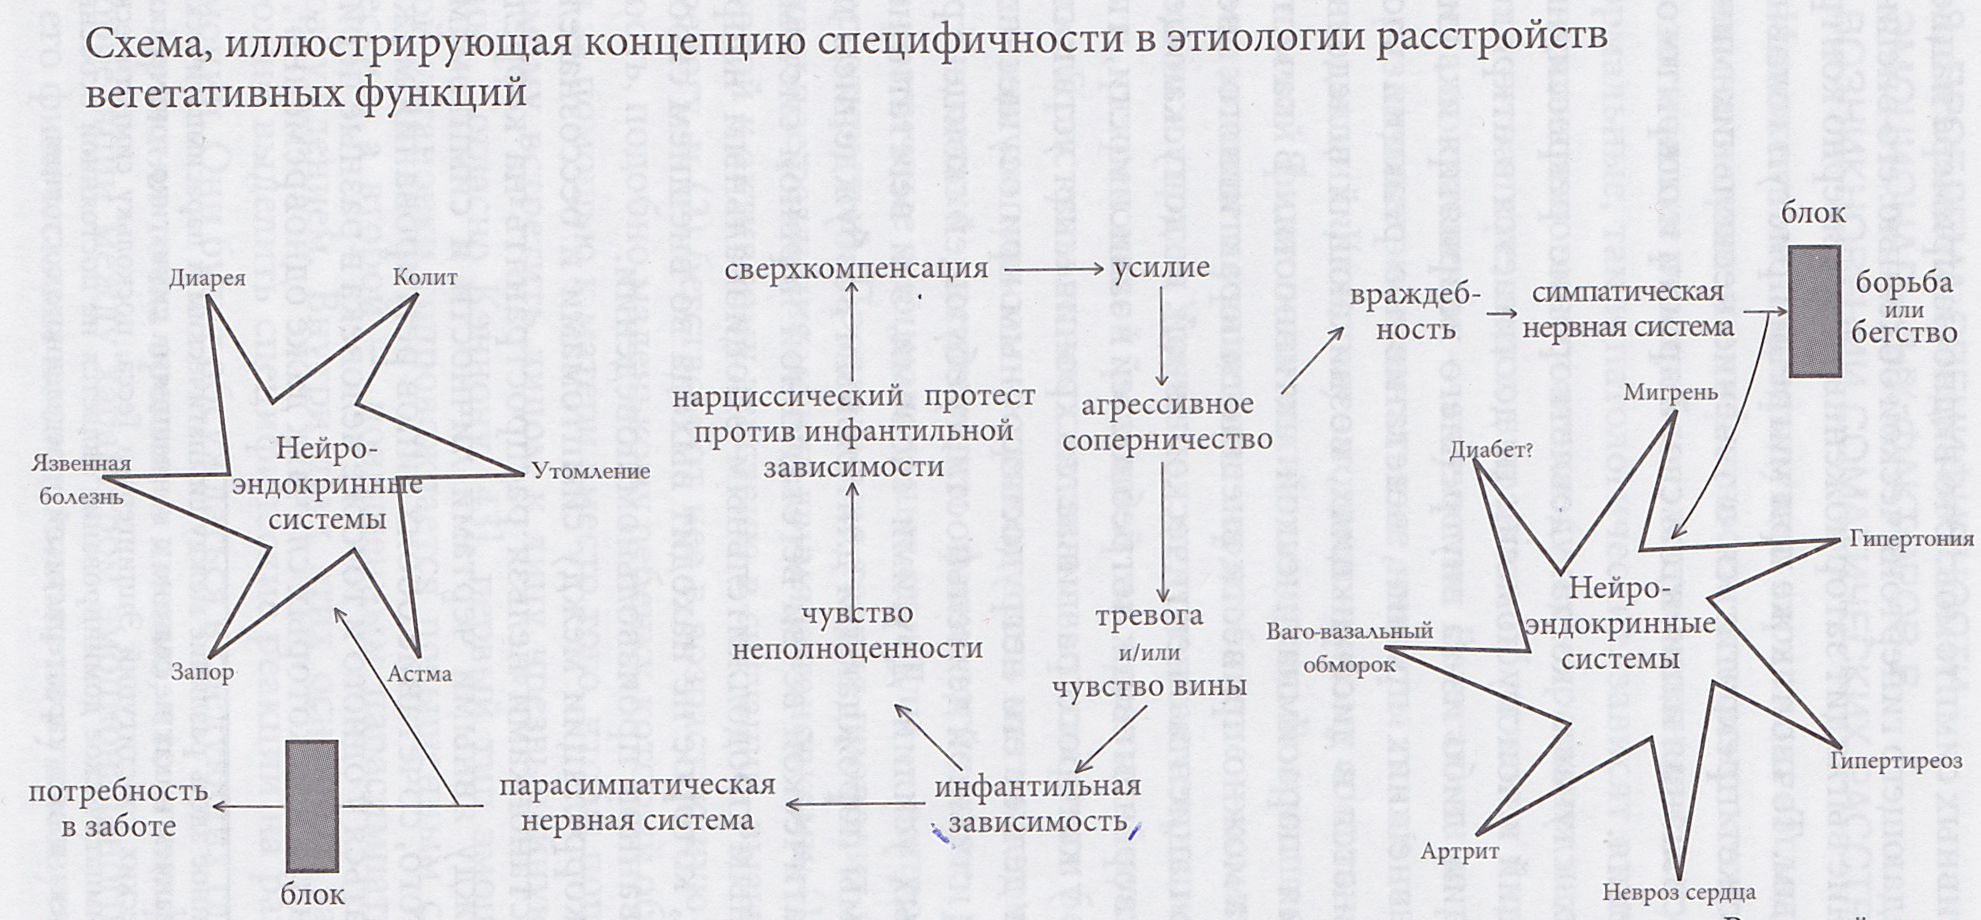 Схема, иллюстрирующая концепцию специфичности в этиологии расстройств
вегетативных функций
Диарея
Колит
Язвенная
болезнь
Нейро-
эндокринные
системы
Утомление
Запор
Астма
потребность
в заботе
блок
парасимпатическая
нервная система
инфантильная
зависимость
чувство
неполноценности
нарциссический протест
против инфантильной
зависимости
сверхкомпенсация
усилие
агрессивное
соперничество
тревога
и/или
чувство вины
враждеб-
ность
симпатическая
нервная система
блок
борьба
или
бегство
Мигрень
Диабет?
Гипертония
Ваго-вазальный
обморок
Нейро-
эндокринные
системы
Гипертиреоз
Артрит
Невроз сердца